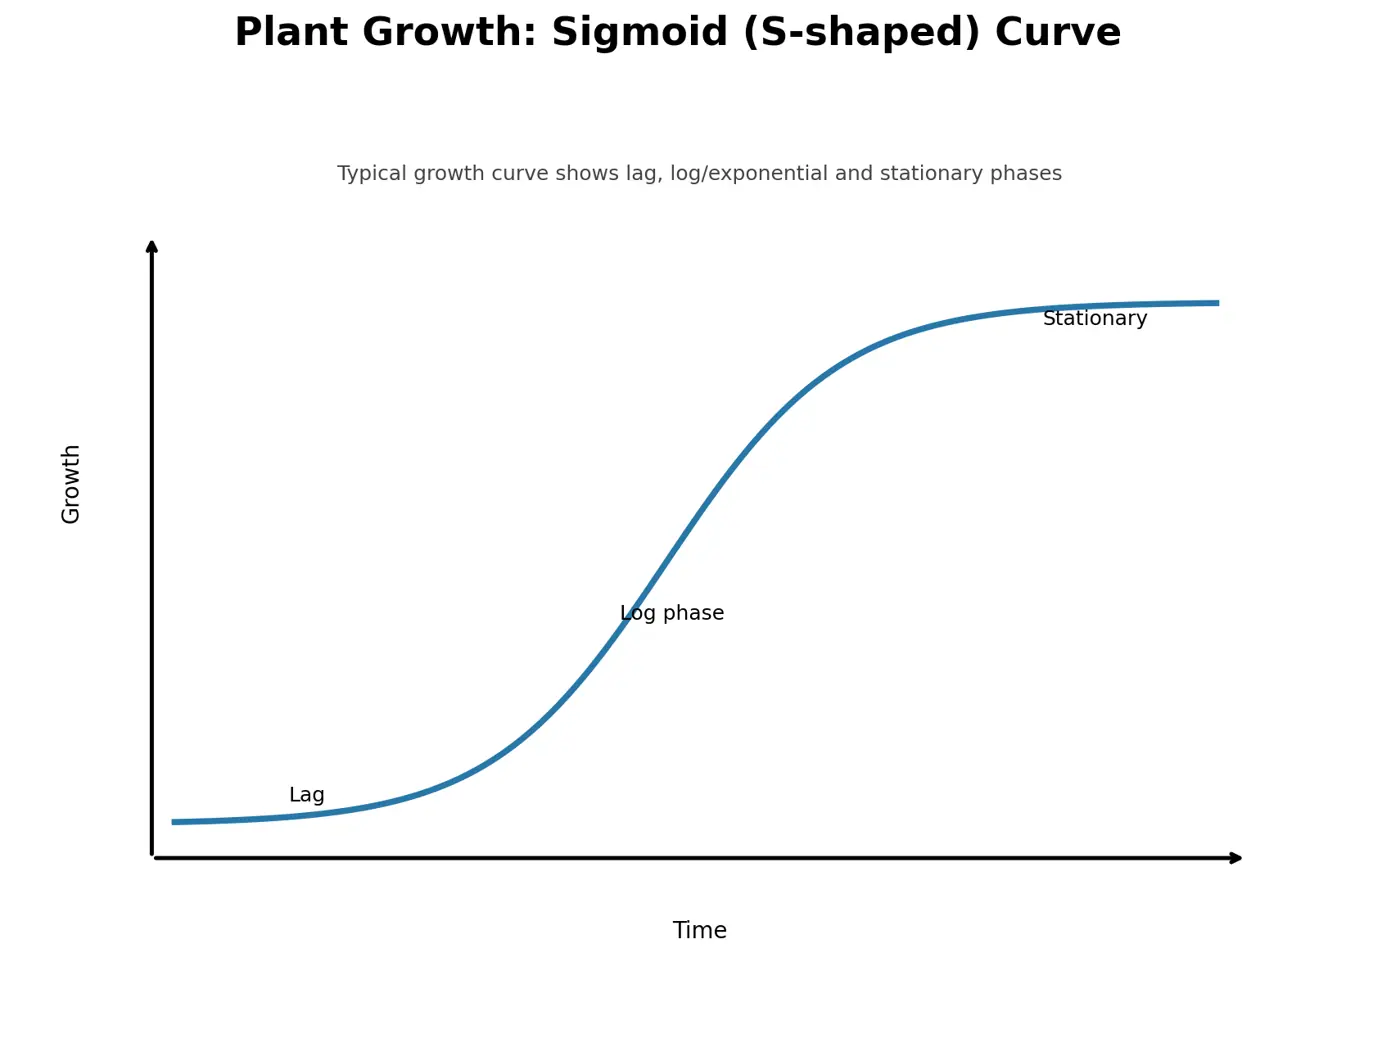 Plant Growth: Sigmoid (S-shaped) Curve
Typical growth curve shows lag, log/exponential and stationary phases
Stationary
Growth
Log phase
Lag
Time